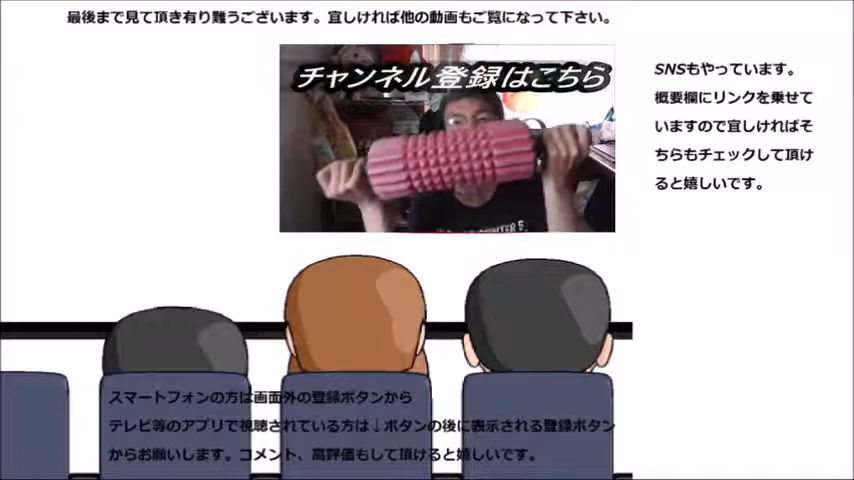 最後まで見て頂き有り難うございます。宜しければ他の動画もご覧になって下さい。
チャンネル登録はこちら
SNSもやっています。
概要欄にリンクを乗せて
いますので宜しければそ
ちらもチェックして頂け
ると嬉しいです。
スマートフォンの方は画面外の登録ボタンから
テレビ等のアプリで視聴されている方は↓ボタンの後に表示される登録ボタン
からお願いします。コメント、高評価もして頂けると嬉しいです。